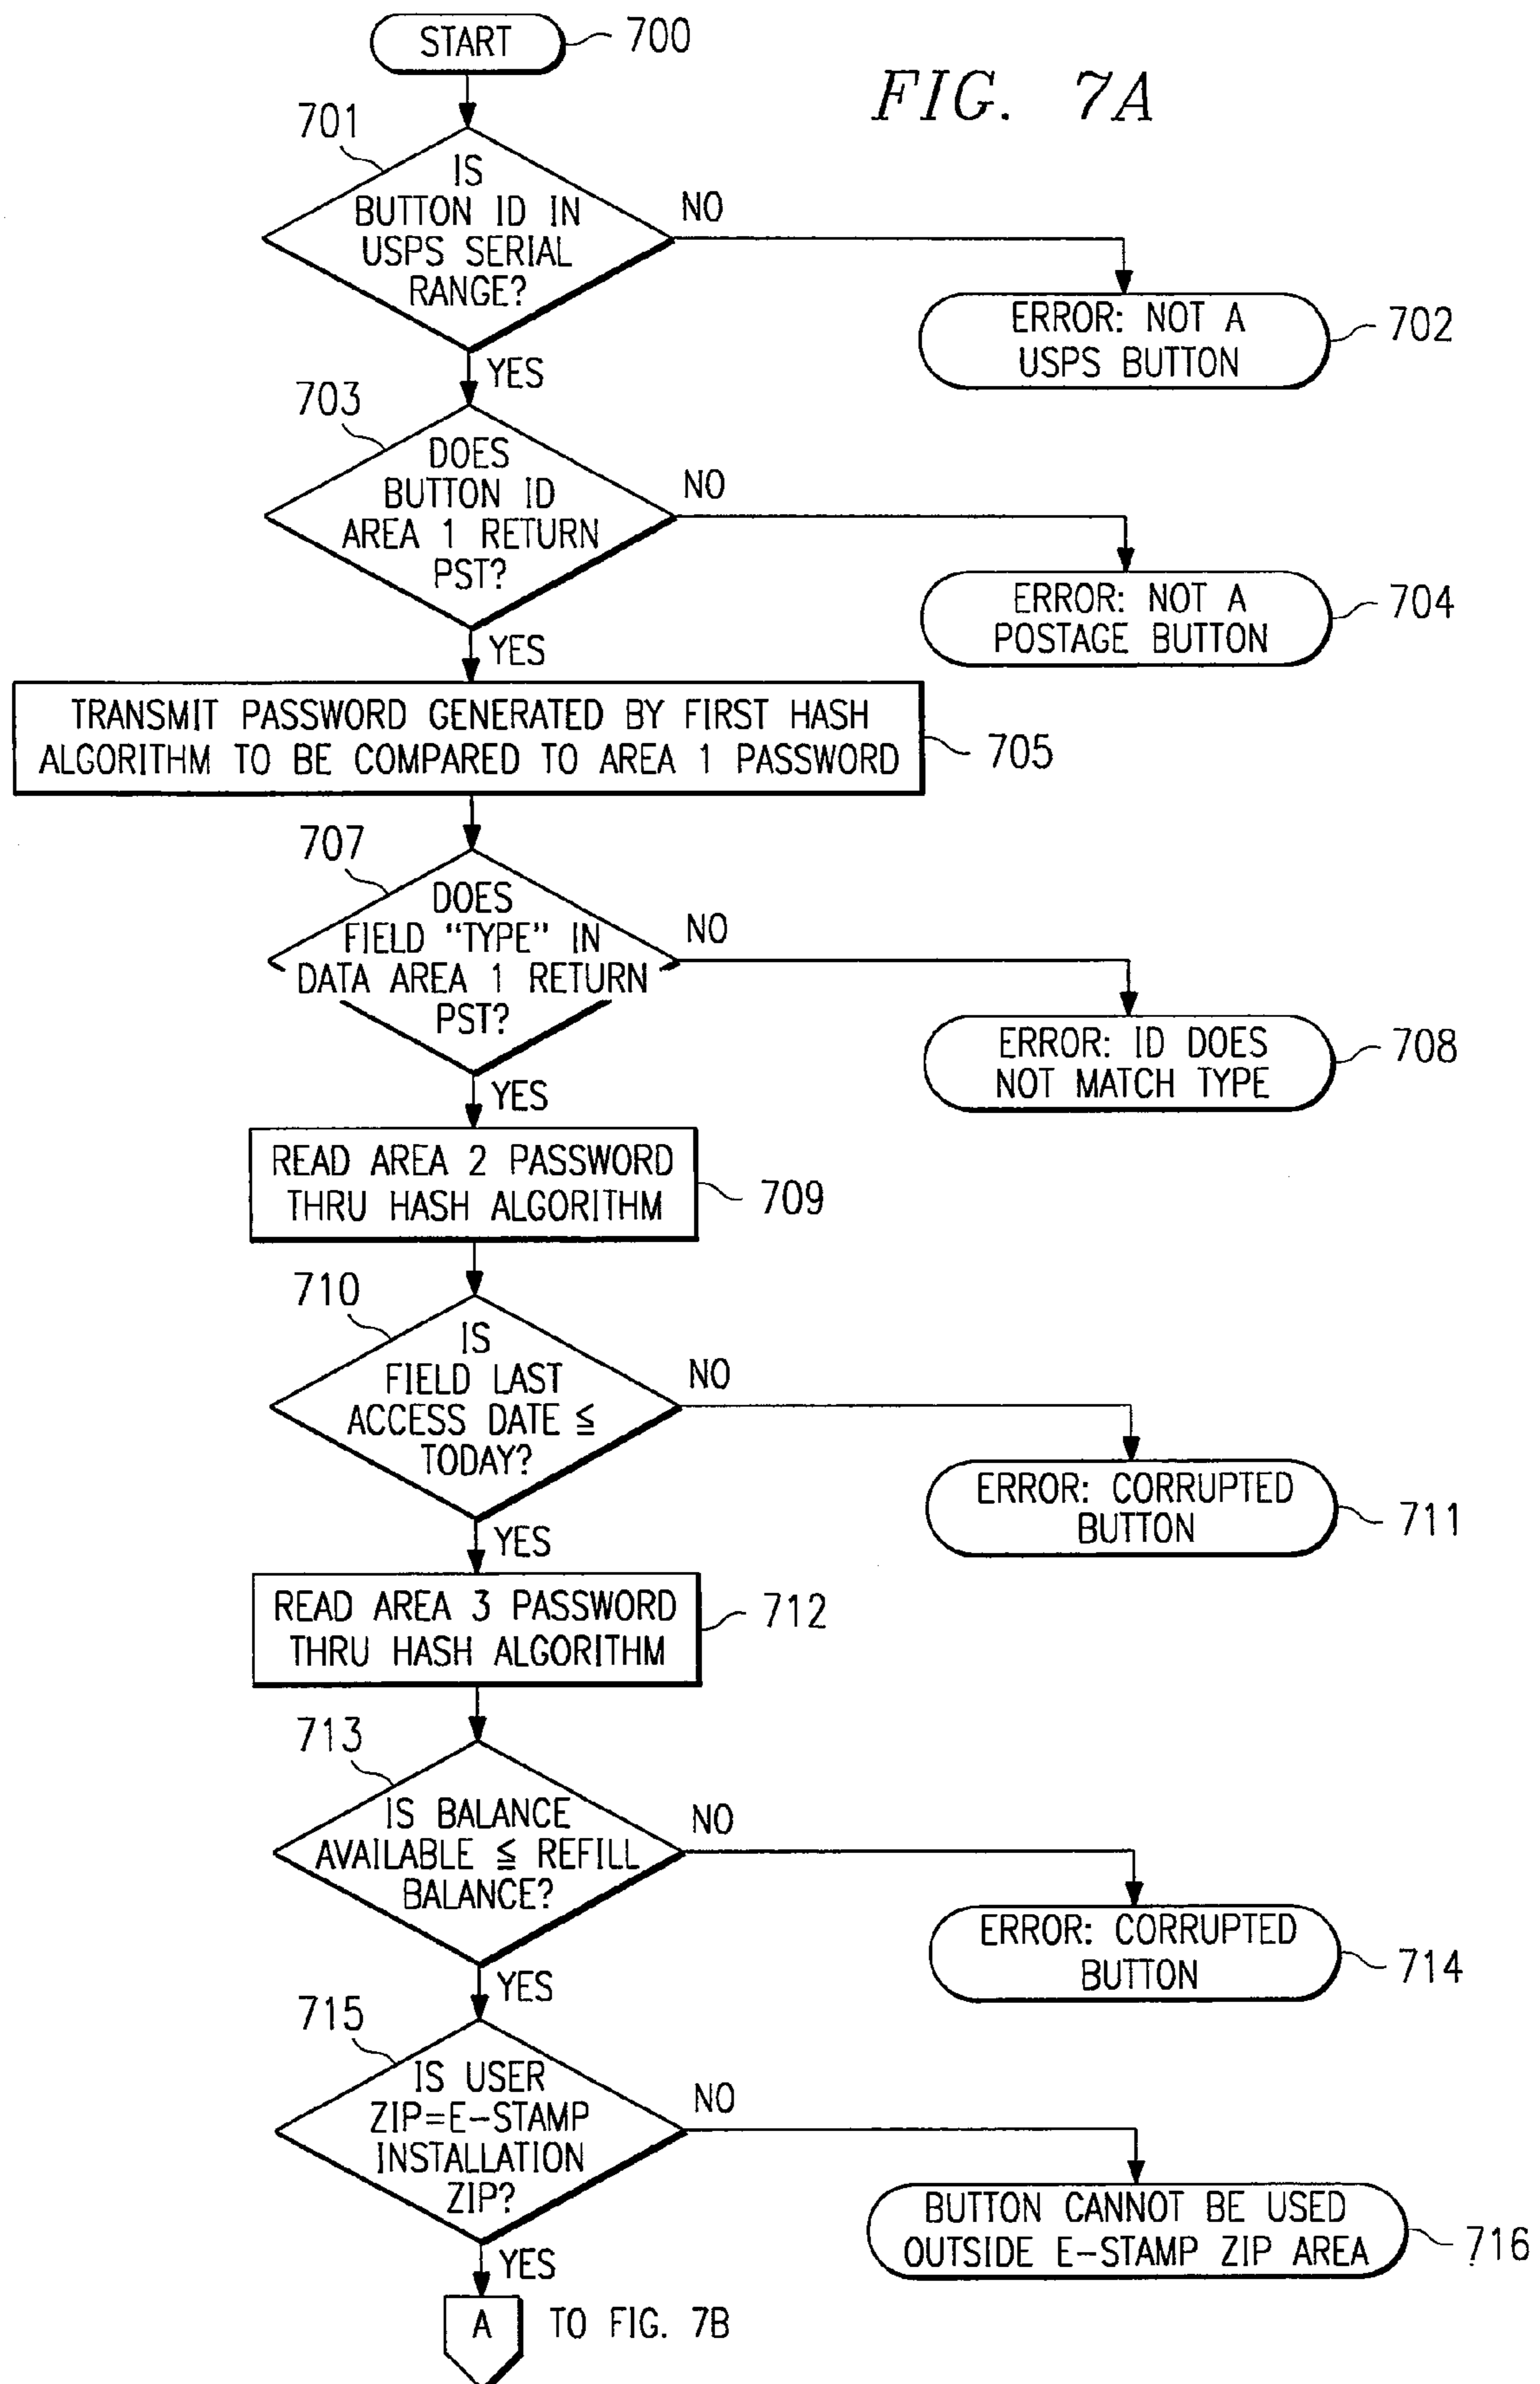 START
700
FIG. 7A
701
IS
BUTTON ID IN
USPS SERIAL
RANGE?
NO
ERROR: NOT A
USPS BUTTON
702
YES
703
DOES
BUTTON ID
AREA 1 RETURN
PST?
NO
ERROR: NOT A
POSTAGE BUTTON
704
YES
TRANSMIT PASSWORD GENERATED BY FIRST HASH
ALGORITHM TO BE COMPARED TO AREA 1 PASSWORD
705
707
DOES
FIELD "TYPE" IN
DATA AREA 1 RETURN
PST?
NO
ERROR: ID DOES
NOT MATCH TYPE
708
YES
READ AREA 2 PASSWORD
THRU HASH ALGORITHM
709
710
IS
FIELD LAST
ACCESS DATE ≦
TODAY?
NO
ERROR: CORRUPTED
BUTTON
711
YES
READ AREA 3 PASSWORD
THRU HASH ALGORITHM
712
713
IS BALANCE
AVAILABLE ≦ REFILL
BALANCE?
NO
ERROR: CORRUPTED
BUTTON
714
YES
715
IS USER
ZIP=E-STAMP
INSTALLATION
ZIP?
NO
BUTTON CANNOT BE USED
OUTSIDE E-STAMP ZIP AREA
716
YES
A
TO FIG. 7B